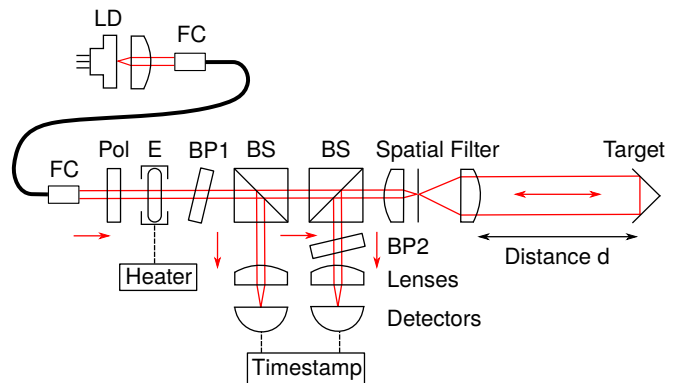 LD
FC
FC
Pol
E
BP1
BS
BS
Spatial Filter
Target
BP2
Distance d
Heater
Lenses
Detectors
Timestamp